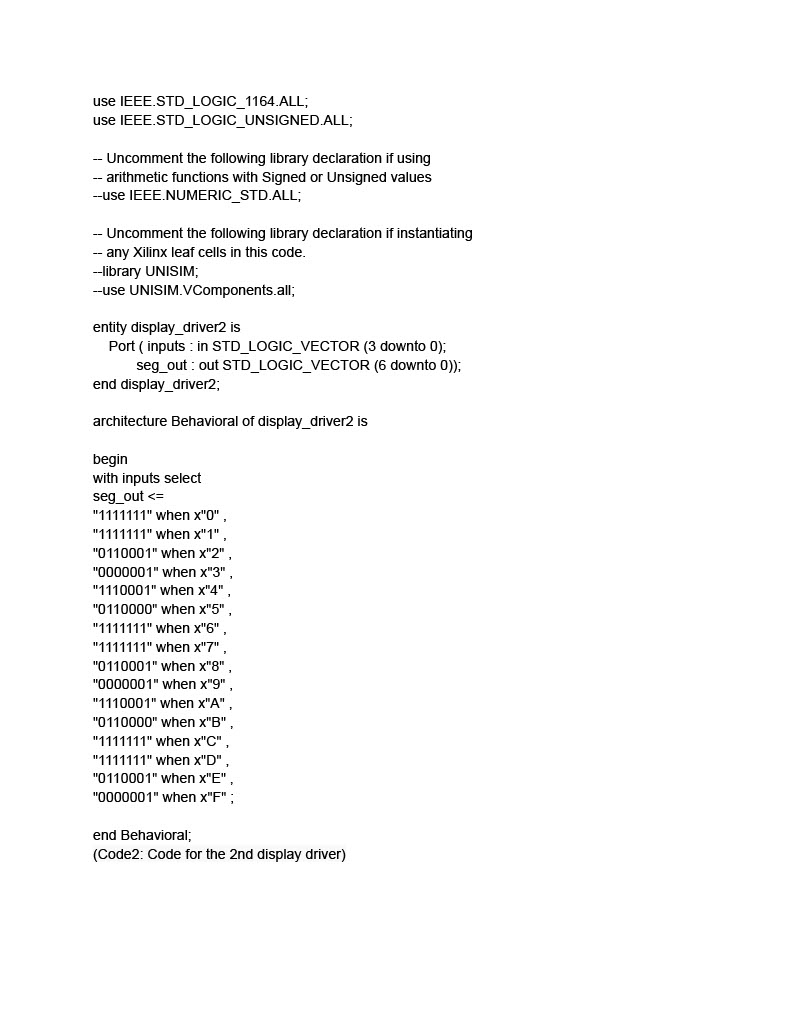 use IEEE.STD_LOGIC_1164.ALL;
use IEEE.STD_LOGIC_UNSIGNED.ALL;
-- Uncomment the following library declaration if using
-- arithmetic functions with Signed or Unsigned values
--use IEEE.NUMERIC_STD.ALL;
-- Uncomment the following library declaration if instantiating
-- any Xilinx leaf cells in this code.
--library UNISIM;
--use UNISIM.VComponents.all;
entity display_driver2 is
Port ( inputs : in STD_LOGIC_VECTOR (3 downto 0);
seg_out : out STD_LOGIC_VECTOR (6 downto 0));
end display_driver2;
architecture Behavioral of display_driver2 is
begin
with inputs select
seg_out <=
"1111111" when x"0" ,
"1111111" when x"1" ,
"0110001" when x"2" ,
"0000001" when x"3" ,
"1110001" when x"4" ,
"0110000" when x"5" ,
"1111111" when x"6" ,
"1111111" when x"7" ,
"0110001" when x"8" ,
"0000001" when x"9" ,
"1110001" when x"A" ,
"0110000" when x"B" ,
"1111111" when x"C" ,
"1111111" when x"D" ,
"0110001" when x"E" ,
"0000001" when x"F" ;
end Behavioral;
(Code2: Code for the 2nd display driver)